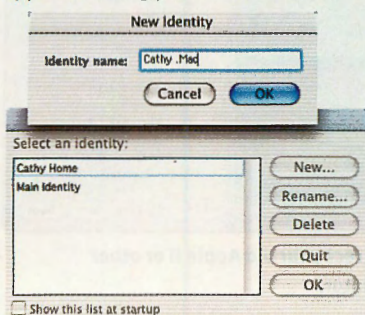 New Identity
Identity name: Cathy .Mac
Cancel OK
Select an identity:
Cathy Home
Main Identity
New...
Rename...
Delete
Quit
OK
Show this list at startup